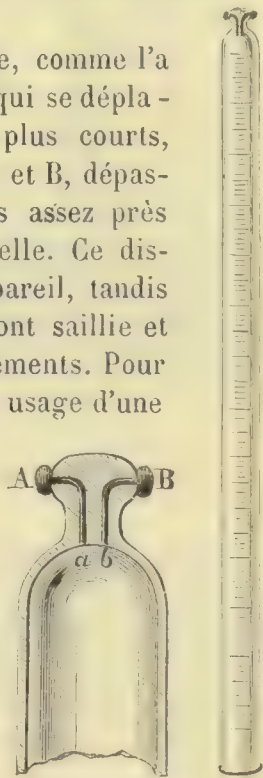 e, comme l'a
qui se dépla-
plus courts,
et B, dépas-
s assez près
elle. Ce dis-
pareil, tandis
ont saillie et
ements. Pour
usage d'une
A B
a b